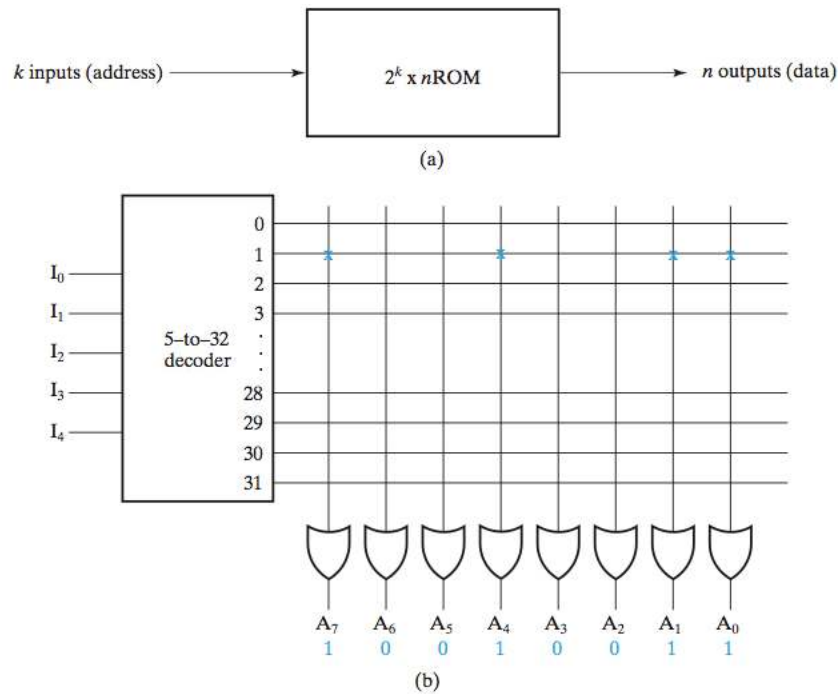 k inputs (address)
2^k x nROM
n outputs (data)
(a)
0
1
2
3
.
.
.
28
29
30
31
I₀
I₁
I₂
I₃
I₄
5–to–32
decoder
x x x x
A₇ A₆ A₅ A₄ A₃ A₂ A₁ A₀
1 0 0 1 0 0 1 1
(b)